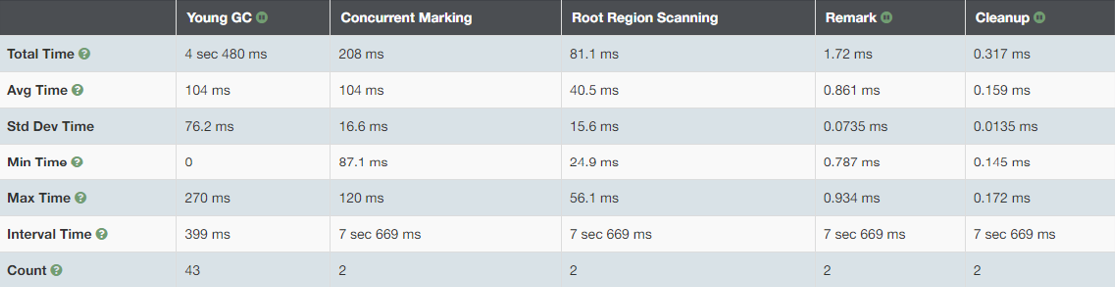 Young GC Concurrent Marking Root Region Scanning Remark Cleanup
Total Time 4 sec 480 ms 208 ms 81.1 ms 1.72 ms 0.317 ms
Avg Time 104 ms 104 ms 40.5 ms 0.861 ms 0.159 ms
Std Dev Time 76.2 ms 16.6 ms 15.6 ms 0.0735 ms 0.0135 ms
Min Time 0 87.1 ms 24.9 ms 0.787 ms 0.145 ms
Max Time 270 ms 120 ms 56.1 ms 0.934 ms 0.172 ms
Interval Time 399 ms 7 sec 669 ms 7 sec 669 ms 7 sec 669 ms 7 sec 669 ms
Count 43 2 2 2 2